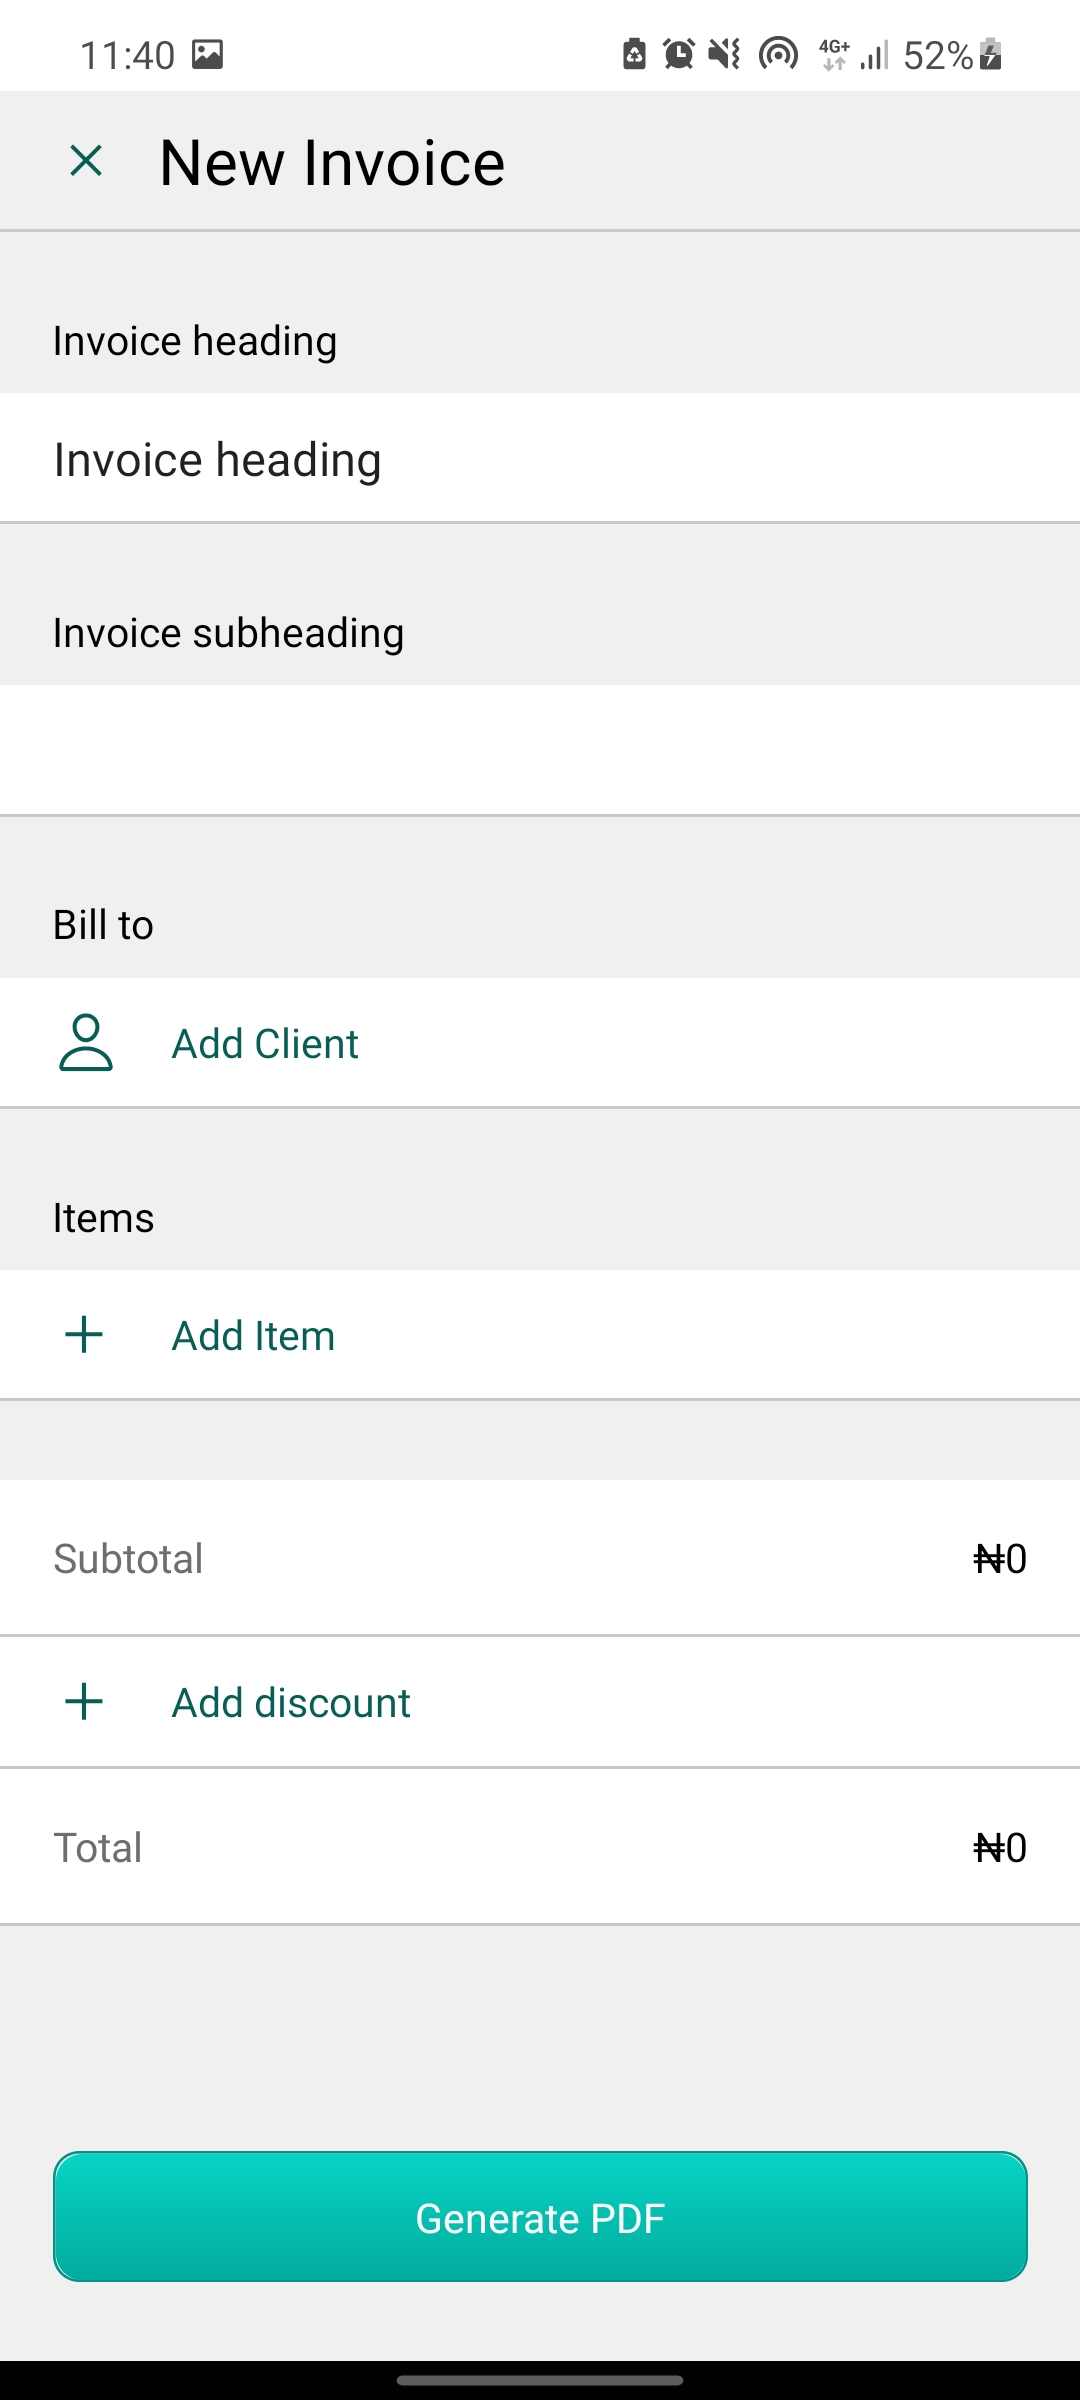 11:40 4G+ 52%
New Invoice
Invoice heading
Invoice heading
Invoice subheading
Bill to
Add Client
Items
Add Item
Subtotal ₦0
Add discount
Total ₦0
Generate PDF